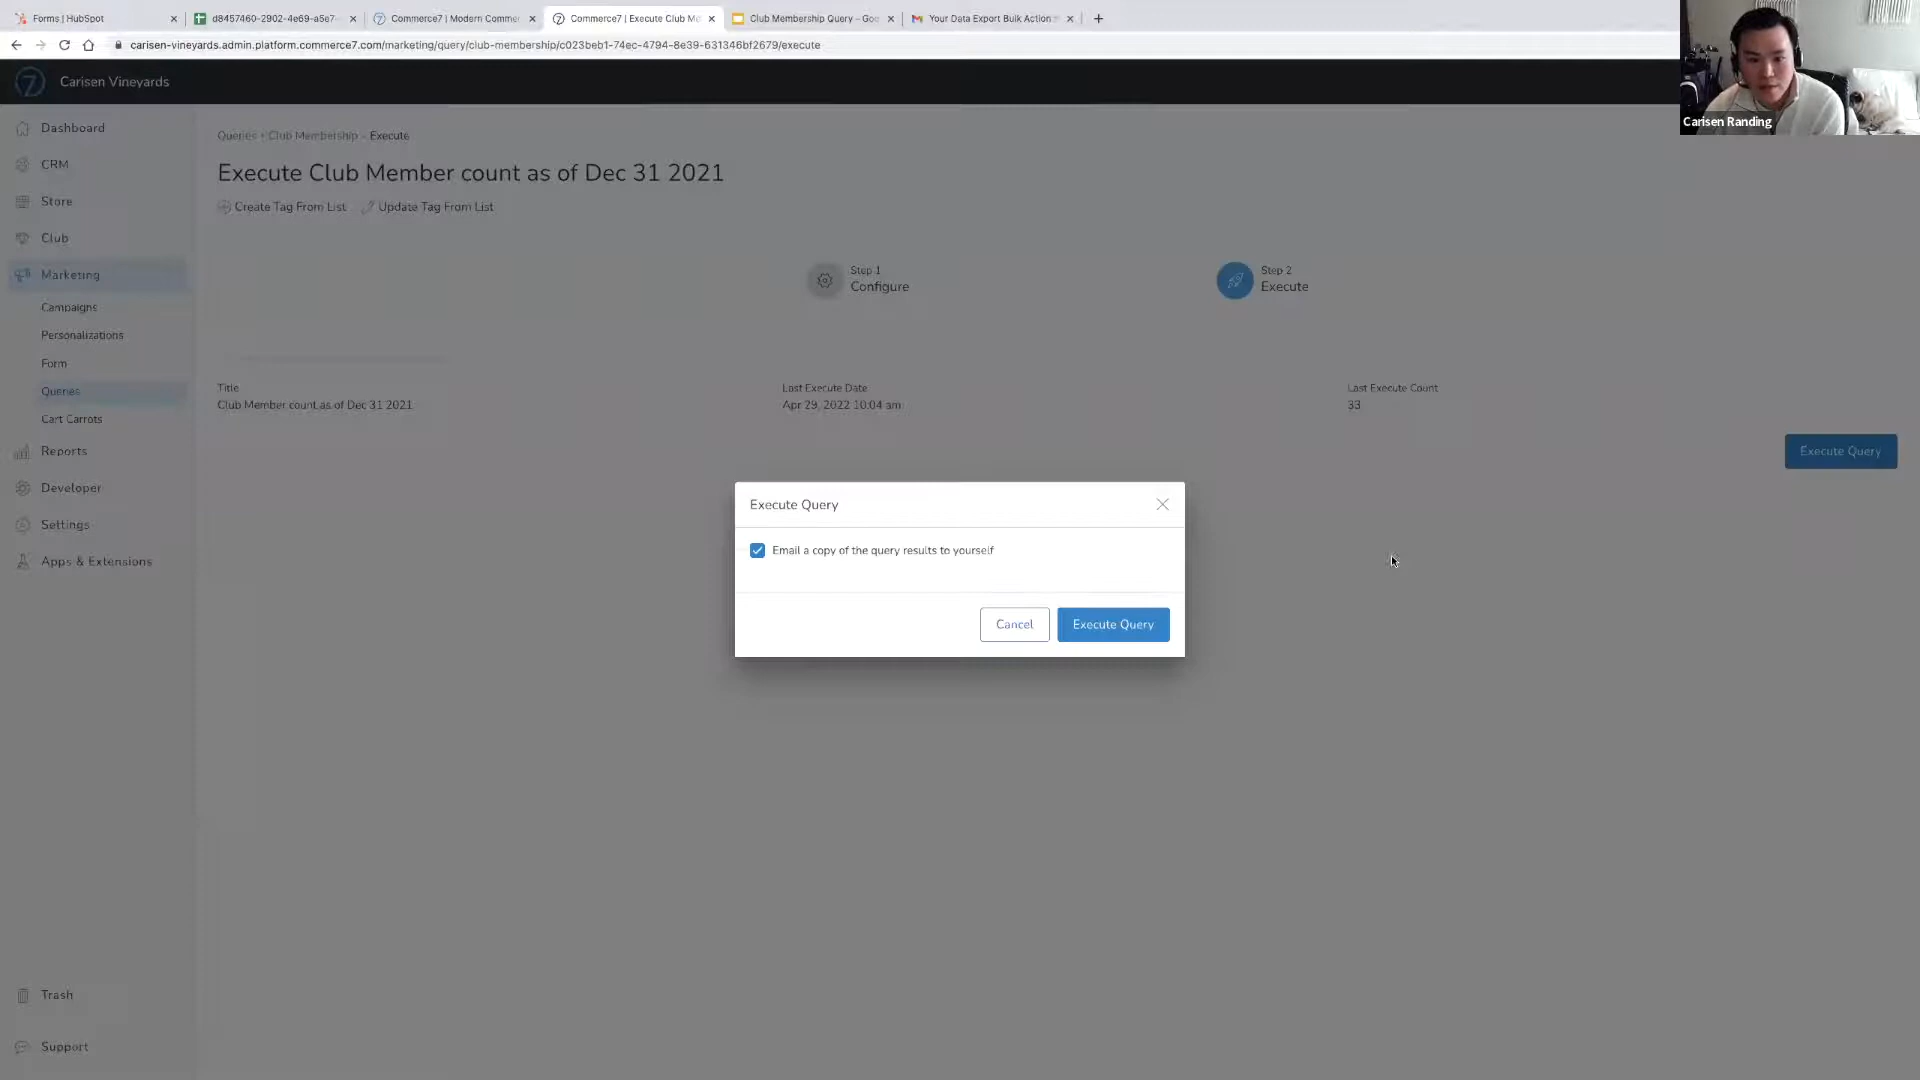 Forms | HubSpot
d8457460-2902-4e69-a5e7-
Commerce7 | Modern Commer
Commerce7 | Execute Club Me
Club Membership Query – Goo
Your Data Export Bulk Action
carisen-vineyards.admin.platform.commerce7.com/marketing/query/club-membership/c023beb1-74ec-4794-8e39-631346bf2679/execute
Carisen Vineyards
Carisen Randing
Dashboard
CRM
Store
Club
Marketing
Campaigns
Personalizations
Form
Queries
Cart Carrots
Reports
Developer
Settings
Apps & Extensions
Trash
Support
Queries • Club Membership • Execute
Execute Club Member count as of Dec 31 2021
Create Tag From List Update Tag From List
Step 1
Configure
Step 2
Execute
Title
Club Member count as of Dec 31 2021
Last Execute Date
Apr 29, 2022 10:04 am
Last Execute Count
33
Execute Query
Execute Query
Email a copy of the query results to yourself
Cancel Execute Query